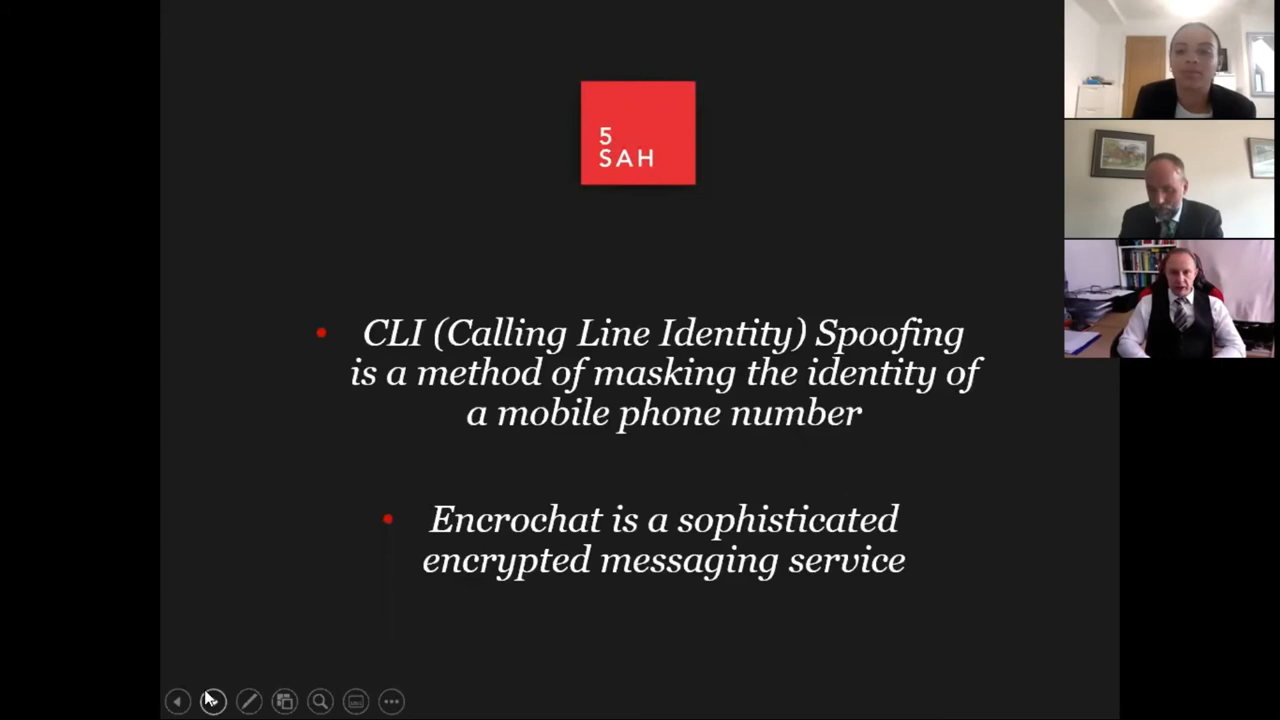 5
SAH
CLI (Calling Line Identity) Spoofing
is a method of masking the identity of
a mobile phone number
Encrochat is a sophisticated
encrypted messaging service